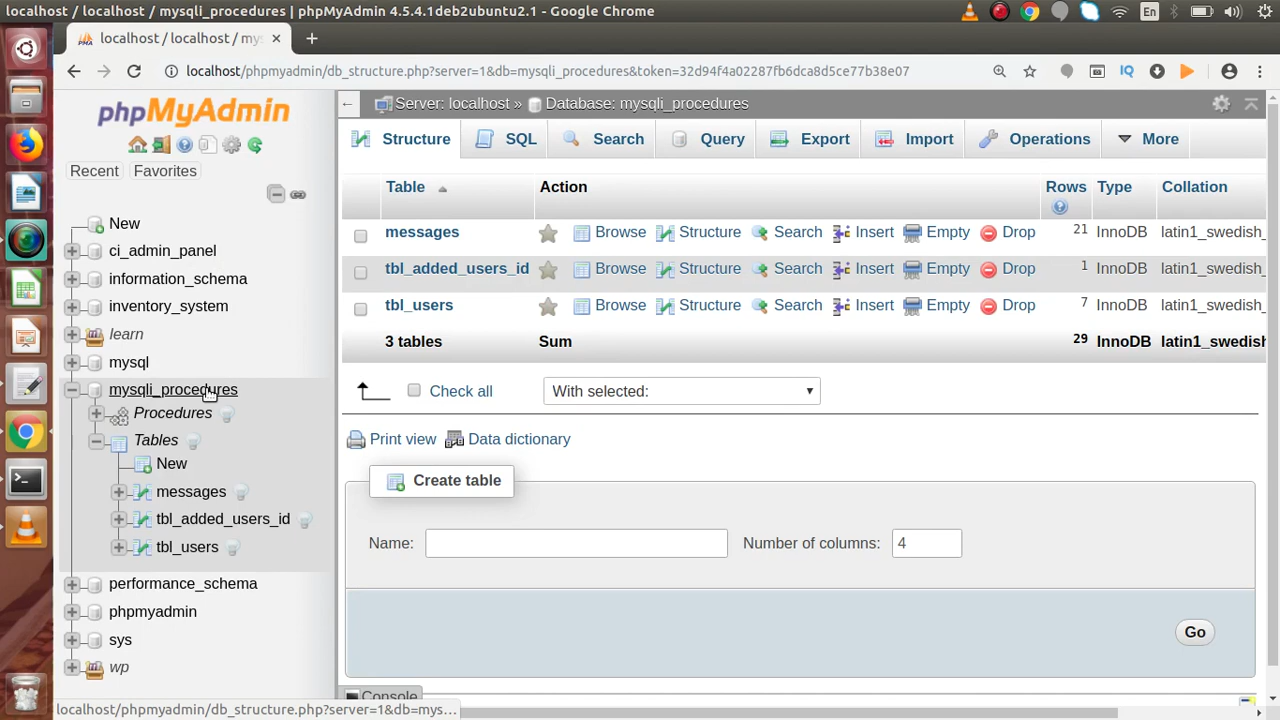 localhost / localhost / mysqli_procedures | phpMyAdmin 4.5.4.1deb2ubuntu2.1 - Google Chrome
En
localhost / localhost / my
localhost/phpmyadmin/db_structure.php?server=1&db=mysqli_procedures&token=32d94f4a02287fb6dca8d5ce77b38e07
IQ
phpMyAdmin
Recent Favorites
New
ci_admin_panel
information_schema
inventory_system
learn
mysql
mysqli_procedures
Procedures
Tables
New
messages
tbl_added_users_id
tbl_users
performance_schema
phpmyadmin
sys
wp
Server: localhost » Database: mysqli_procedures
Structure SQL Search Query Export Import Operations More
Table Action Rows Type Collation
messages Browse Structure Search Insert Empty Drop 21 InnoDB latin1_swedish_
tbl_added_users_id Browse Structure Search Insert Empty Drop 1 InnoDB latin1_swedish_
tbl_users Browse Structure Search Insert Empty Drop 7 InnoDB latin1_swedish_
3 tables Sum 29 InnoDB latin1_swedish
Check all With selected:
Print view Data dictionary
Create table
Name: Number of columns: 4
Go
Console
localhost/phpmyadmin/db_structure.php?server=1&db=mys...